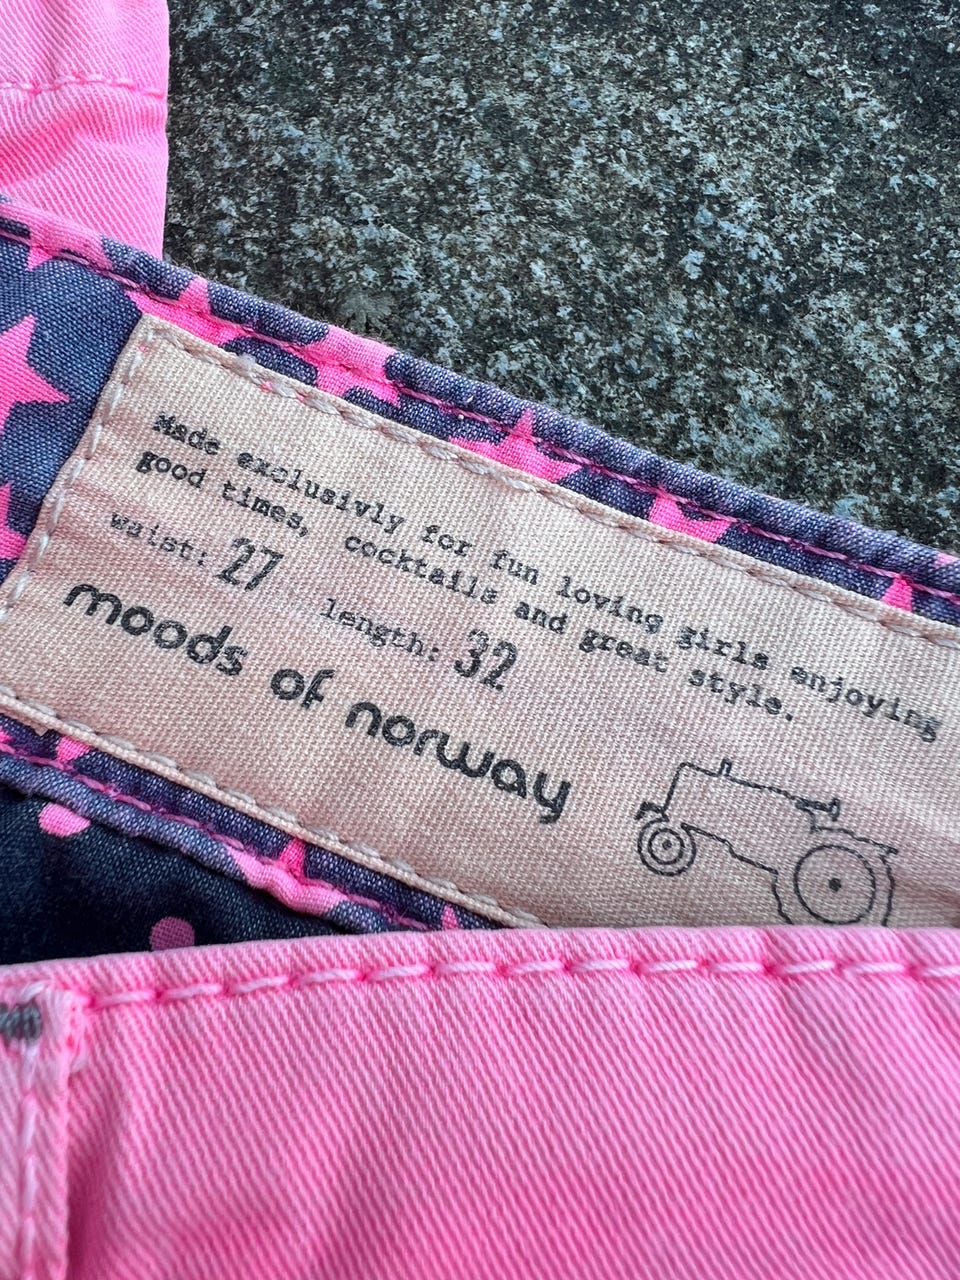 Made exclusivly for fun loving girls enjoying
good times, cocktails and great style.
waist: 27 length: 32
moods of norway